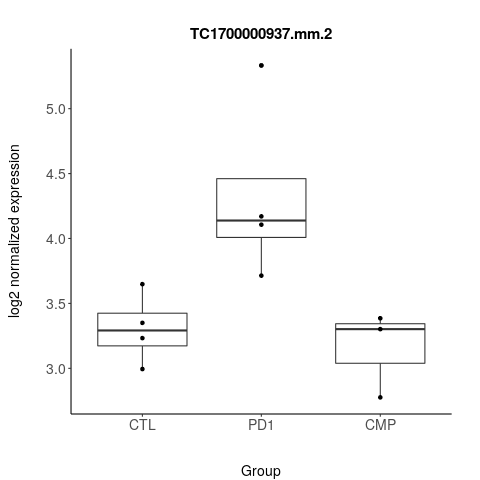 TC1700000937.mm.2
log2 normalized expression
5.0
4.5
4.0
3.5
3.0
CTL PD1 CMP
Group